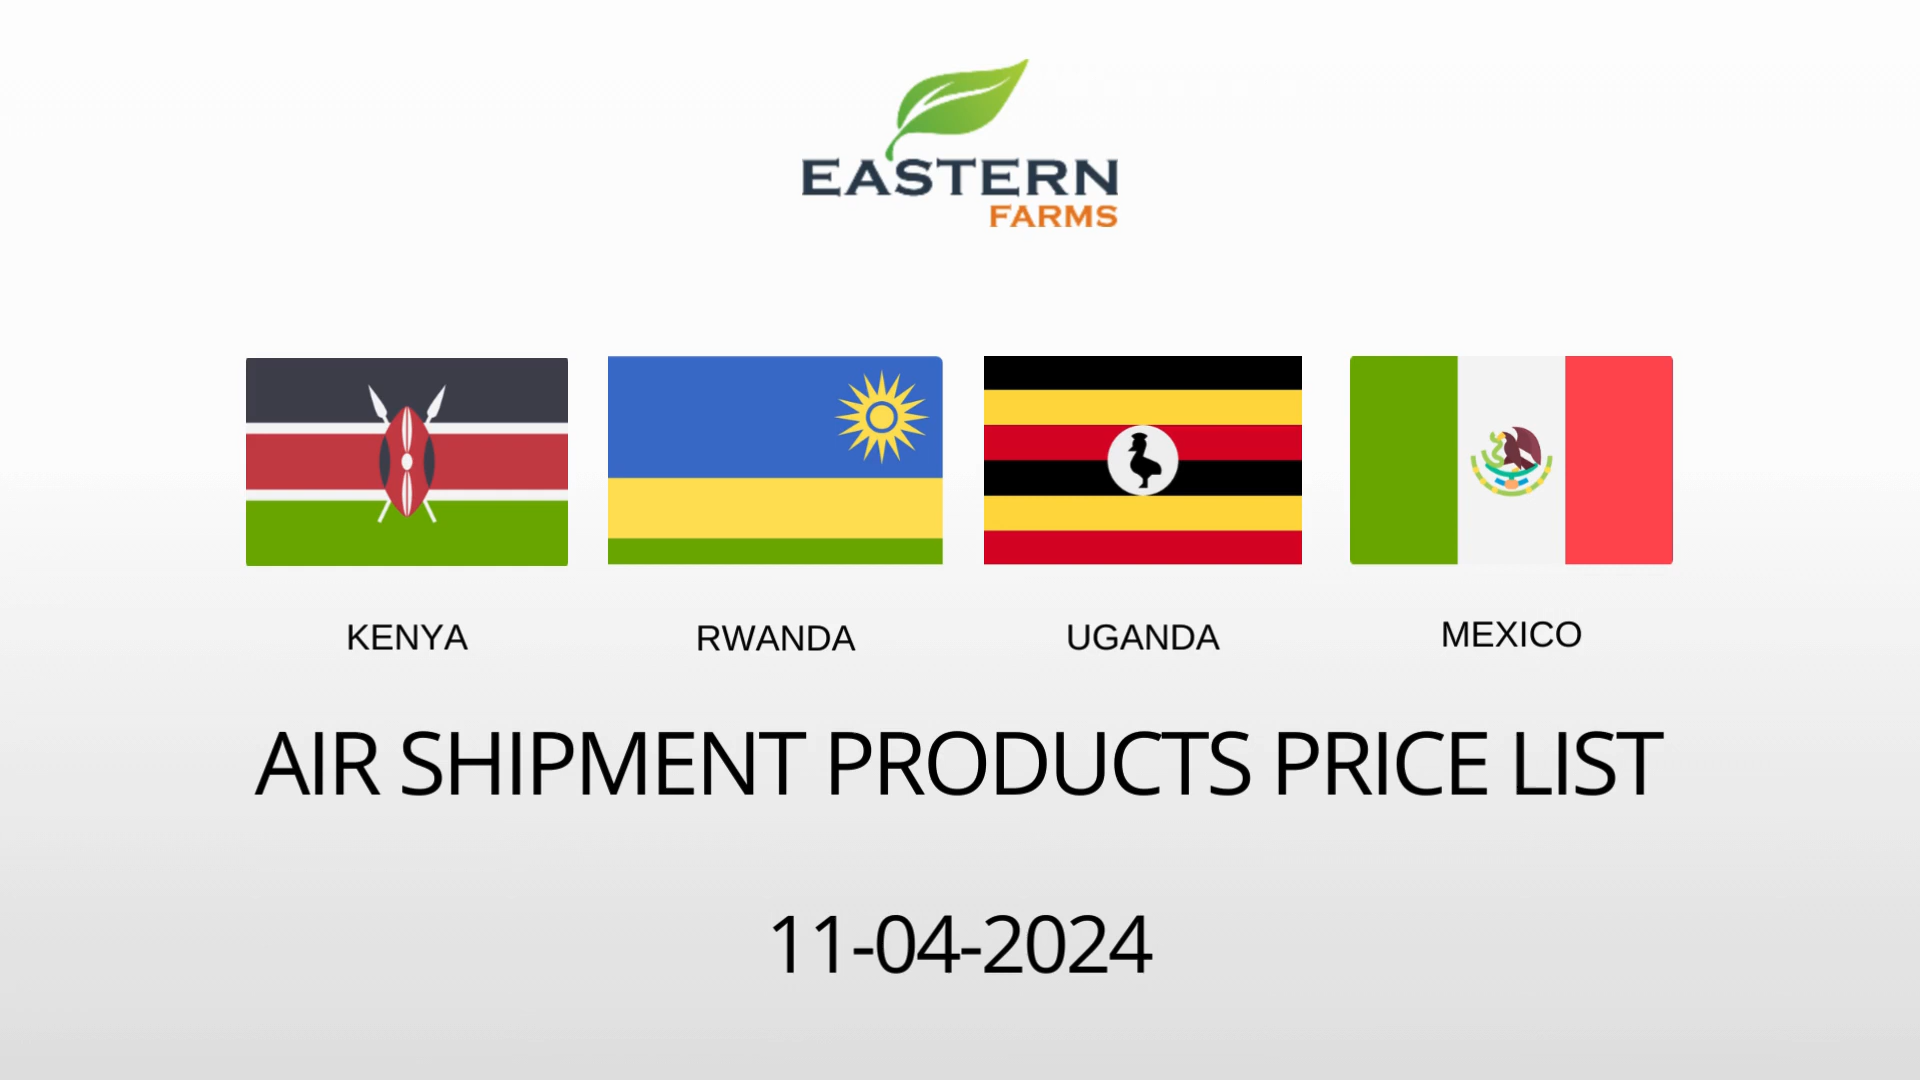 EASTERN
FARMS
KENYA
RWANDA
UGANDA
MEXICO
AIR SHIPMENT PRODUCTS PRICE LIST
11-04-2024